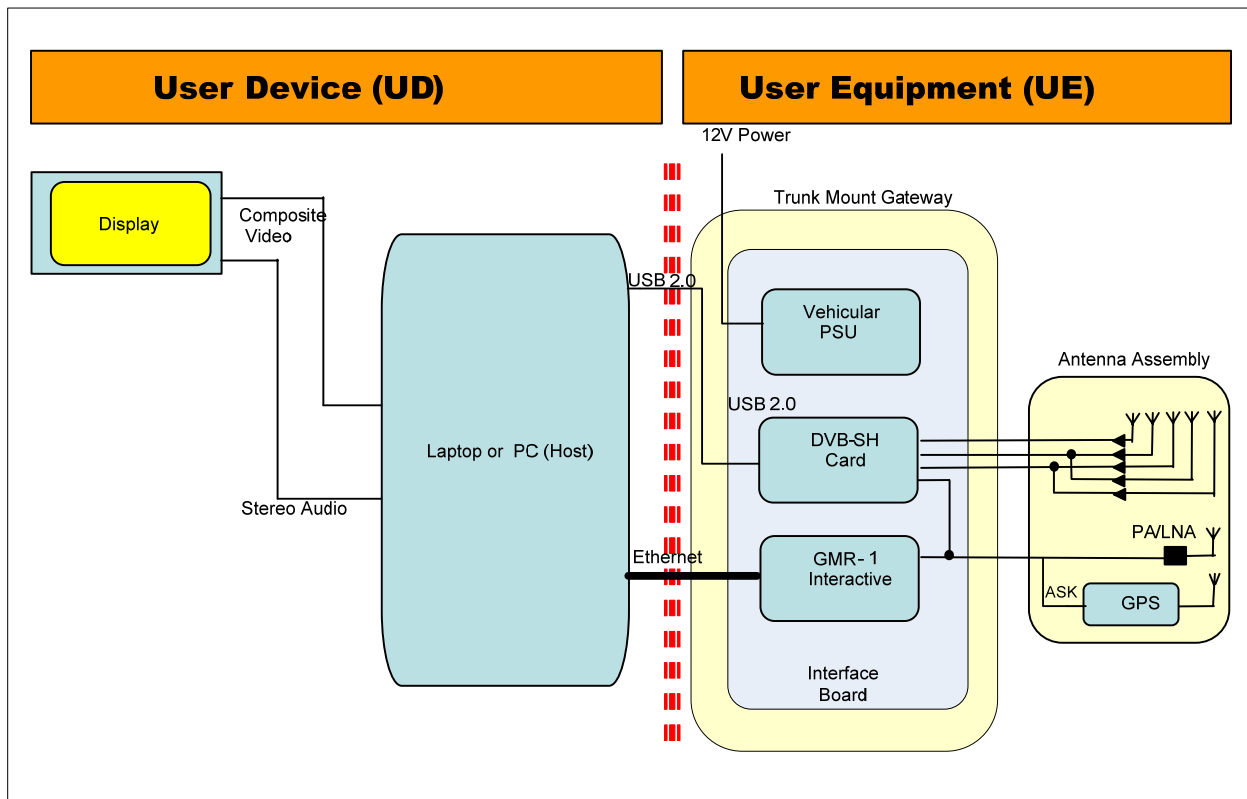 User Device (UD)
User Equipment (UE)
12V Power
Trunk Mount Gateway
Display
Composite
Video
USB 2.0
Vehicular
PSU
Antenna Assembly
USB 2.0
Laptop or PC (Host)
DVB-SH
Card
Stereo Audio
PA/LNA
Ethernet
GMR-1
Interactive
ASK
GPS
Interface
Board